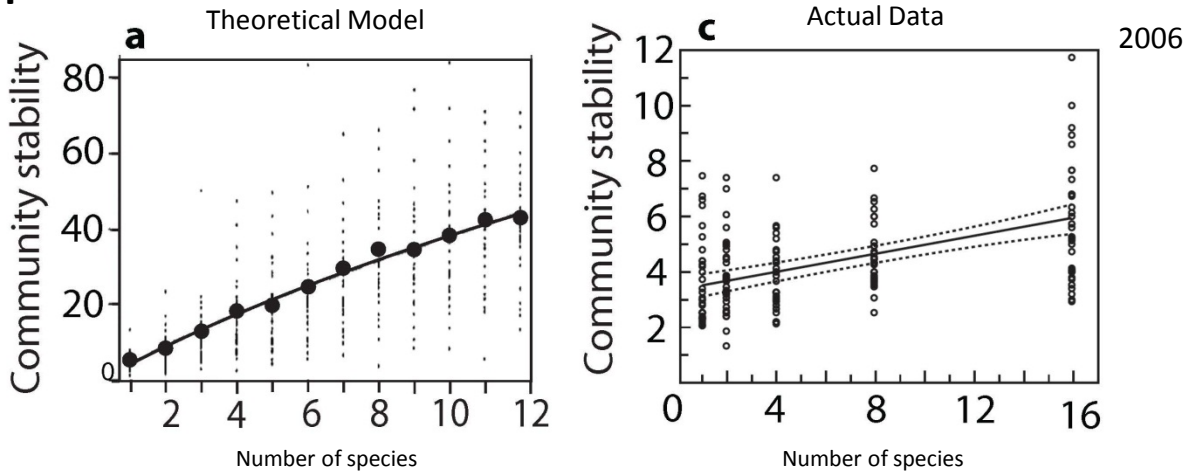 Theoretical Model
a
Community stability
80
60
40
20
0
2 4 6 8 10 12
Number of species
Actual Data
c
2006
Community stability
12
10
8
6
4
2
0 4 8 12 16
Number of species